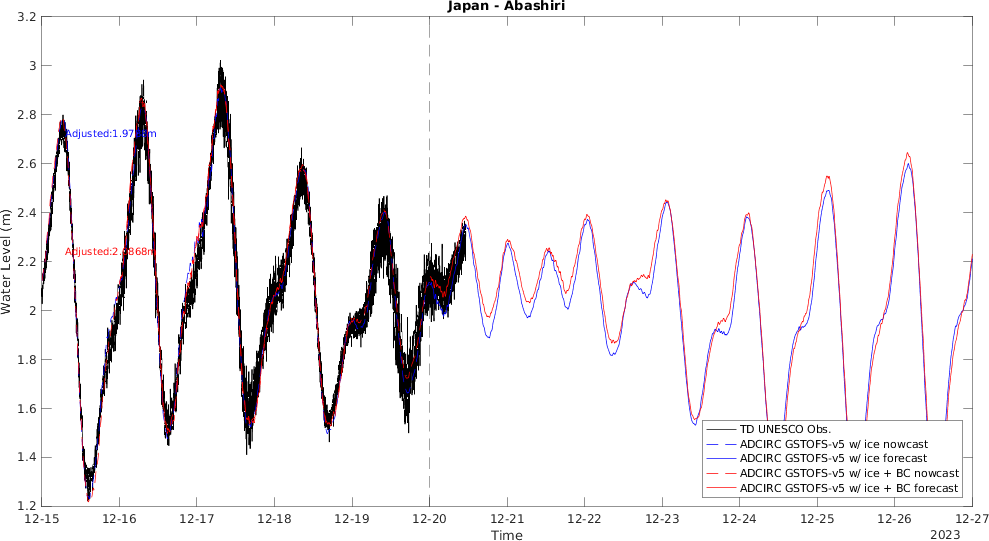 Japan - Abashiri
3.2
3
2.8
2.6
2.4
2.2
2
1.8
1.6
1.4
1.2
Water Level (m)
TD UNESCO Obs.
ADCIRC GSTOFS-v5 w/ ice nowcast
ADCIRC GSTOFS-v5 w/ ice forecast
ADCIRC GSTOFS-v5 w/ ice + BC nowcast
ADCIRC GSTOFS-v5 w/ ice + BC forecast
12-15 12-16 12-17 12-18 12-19 12-20 12-21 12-22 12-23 12-24 12-25 12-26 12-27
Time
2023